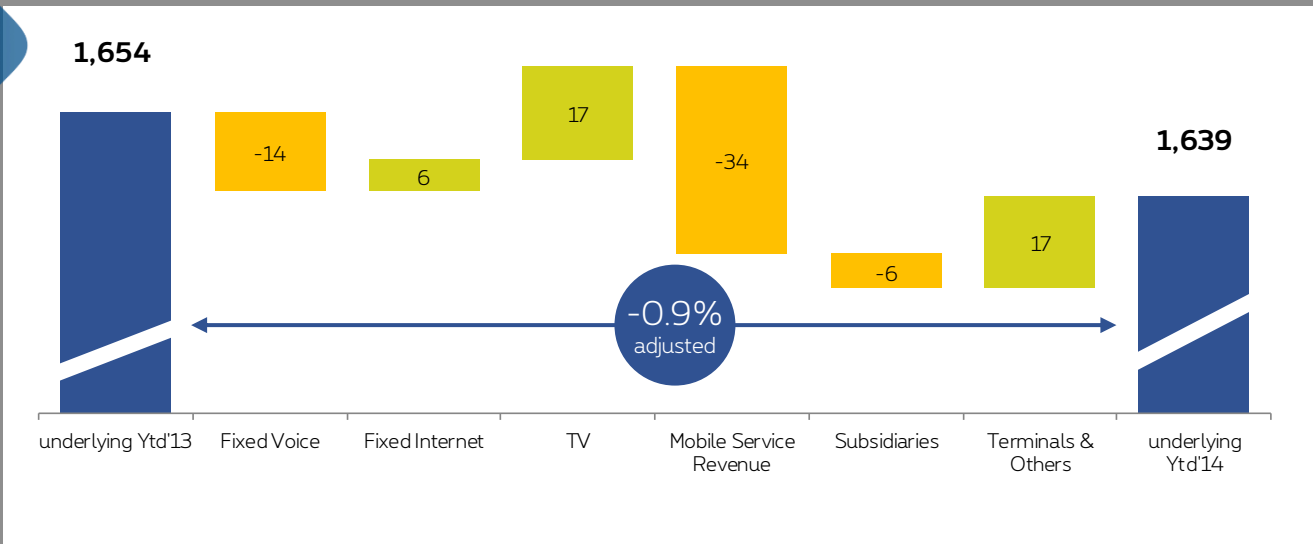 1,654
-14
6
17
-34
-6
17
1,639
-0.9%
adjusted
underlying Ytd'13
Fixed Voice
Fixed Internet
TV
Mobile Service
Revenue
Subsidiaries
Terminals &
Others
underlying
Ytd'14